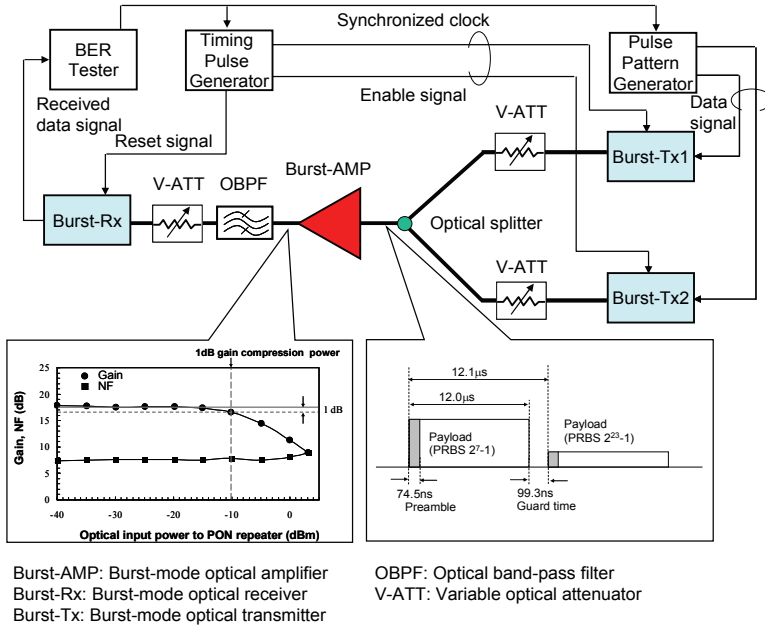 Synchronized clock
BER
Tester
Timing
Pulse
Generator
Pulse
Pattern
Generator
Enable signal
Received
data signal
Data
signal
Reset signal
V-ATT
Burst-Tx1
V-ATT
OBPF
Burst-AMP
Burst-Rx
Optical splitter
V-ATT
Burst-Tx2
1dB gain compression power
Gain
NF
1 dB
Gain, NF (dB)
25
20
15
10
5
0
-40
-30
-20
-10
0
Optical input power to PON repeater (dBm)
12.1µs
12.0µs
Payload
(PRBS 2⁷-1)
Payload
(PRBS 2²³-1)
74.5ns
Preamble
99.3ns
Guard time
Burst-AMP: Burst-mode optical amplifier
Burst-Rx: Burst-mode optical receiver
Burst-Tx: Burst-mode optical transmitter
OBPF: Optical band-pass filter
V-ATT: Variable optical attenuator